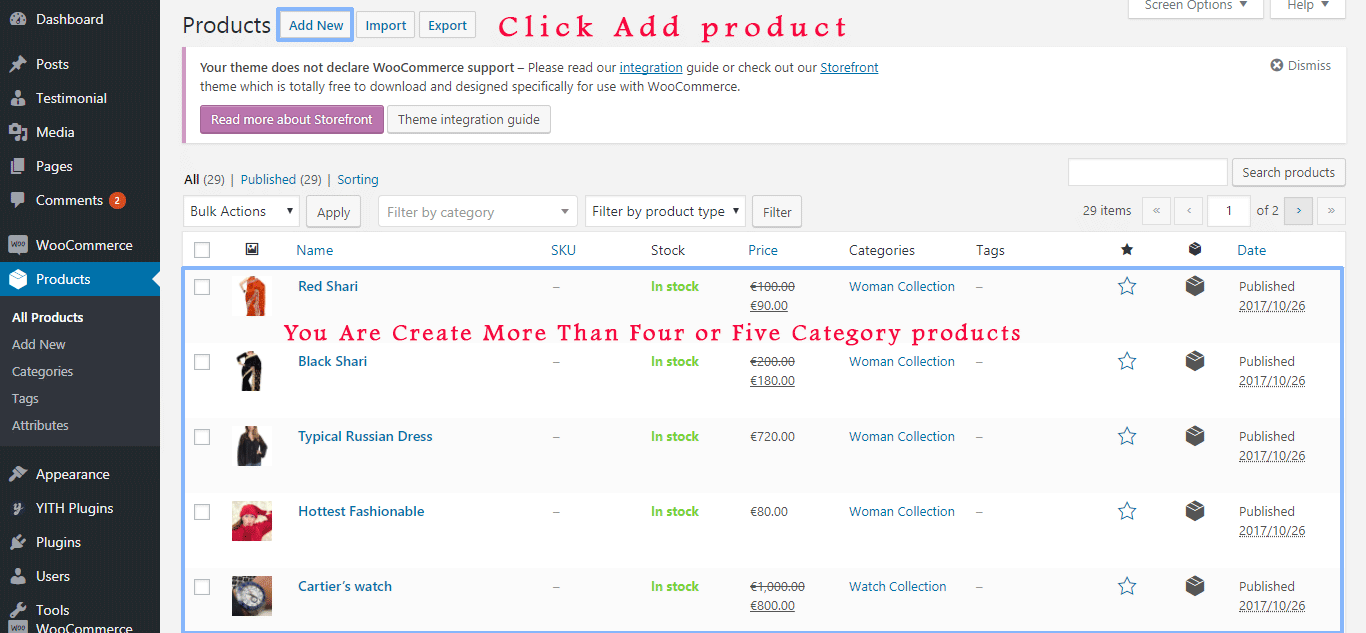 Dashboard
Posts
Testimonial
Media
Pages
Comments 2
WooCommerce
Products
All Products
Add New
Categories
Tags
Attributes
Appearance
YITH Plugins
Plugins
Users
Tools
WooCommerce
Screen Options ▼ Help ▼
Products Add New Import Export Click Add product
Your theme does not declare WooCommerce support – Please read our integration guide or check out our Storefront
theme which is totally free to download and designed specifically for use with WooCommerce.
Dismiss
Read more about Storefront Theme integration guide
All (29) | Published (29) | Sorting
Search products
Bulk Actions ▼ Apply Filter by category ▼ Filter by product type ▼ Filter 29 items « ‹ 1 of 2 › »
Name SKU Stock Price Categories Tags Date
Red Shari – In stock €100.00 Woman Collection – Published
€90.00 2017/10/26
You Are Create More Than Four or Five Category products
Black Shari – In stock €200.00 Woman Collection – Published
€180.00 2017/10/26
Typical Russian Dress – In stock €720.00 Woman Collection – Published
2017/10/26
Hottest Fashionable – In stock €80.00 Woman Collection – Published
2017/10/26
Cartier’s watch – In stock €1,000.00 Watch Collection – Published
€800.00 2017/10/26